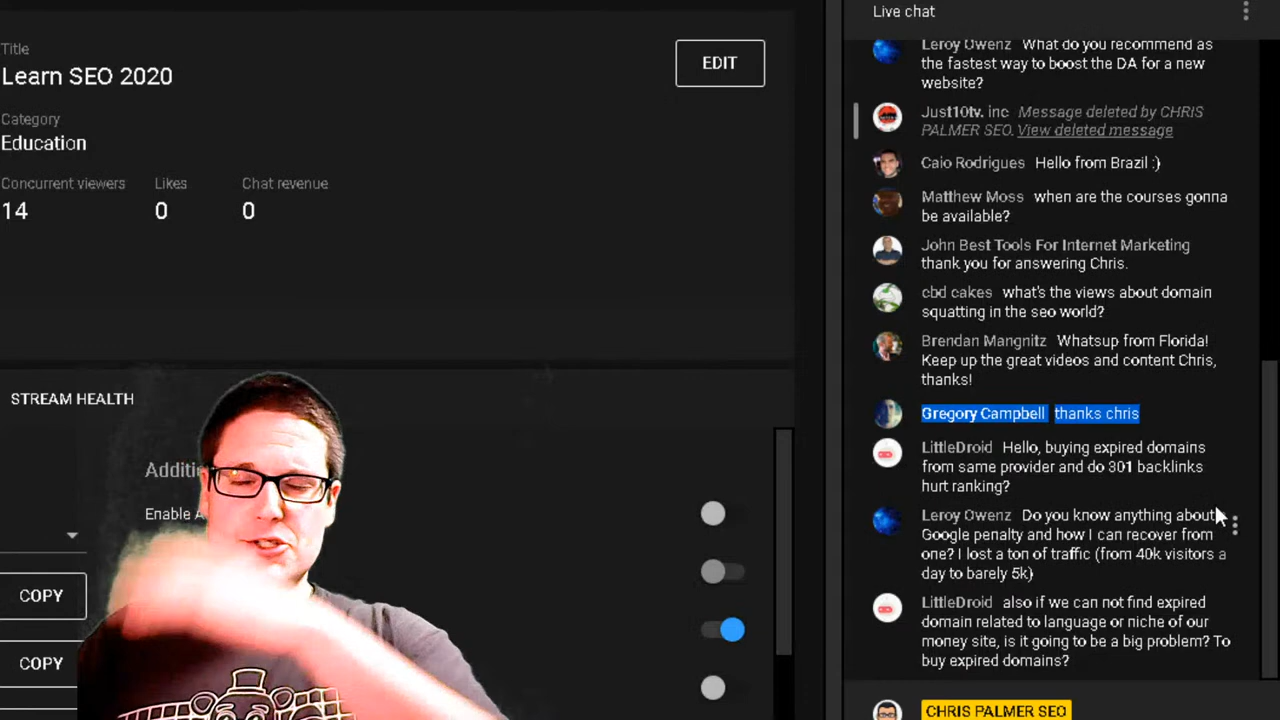 Title
Learn SEO 2020
EDIT
Category
Education
Concurrent viewers Likes Chat revenue
14 0 0
STREAM HEALTH
Enable
COPY
COPY
Live chat
Leroy Owenz What do you recommend as
the fastest way to boost the DA for a new
website?
Just10tv. inc Message deleted by CHRIS
PALMER SEO. View deleted message
Caio Rodrigues Hello from Brazil :)
Matthew Moss when are the courses gonna
be available?
John Best Tools For Internet Marketing
thank you for answering Chris.
cbd cakes what's the views about domain
squatting in the seo world?
Brendan Mangnitz Whatsup from Florida!
Keep up the great videos and content Chris,
thanks!
Gregory Campbell thanks chris
LittleDroid Hello, buying expired domains
from same provider and do 301 backlinks
hurt ranking?
Leroy Owenz Do you know anything about
Google penalty and how I can recover from
one? I lost a ton of traffic (from 40k visitors a
day to barely 5k)
LittleDroid also if we can not find expired
domain related to language or niche of our
money site, is it going to be a big problem? To
buy expired domains?
CHRIS PALMER SEO